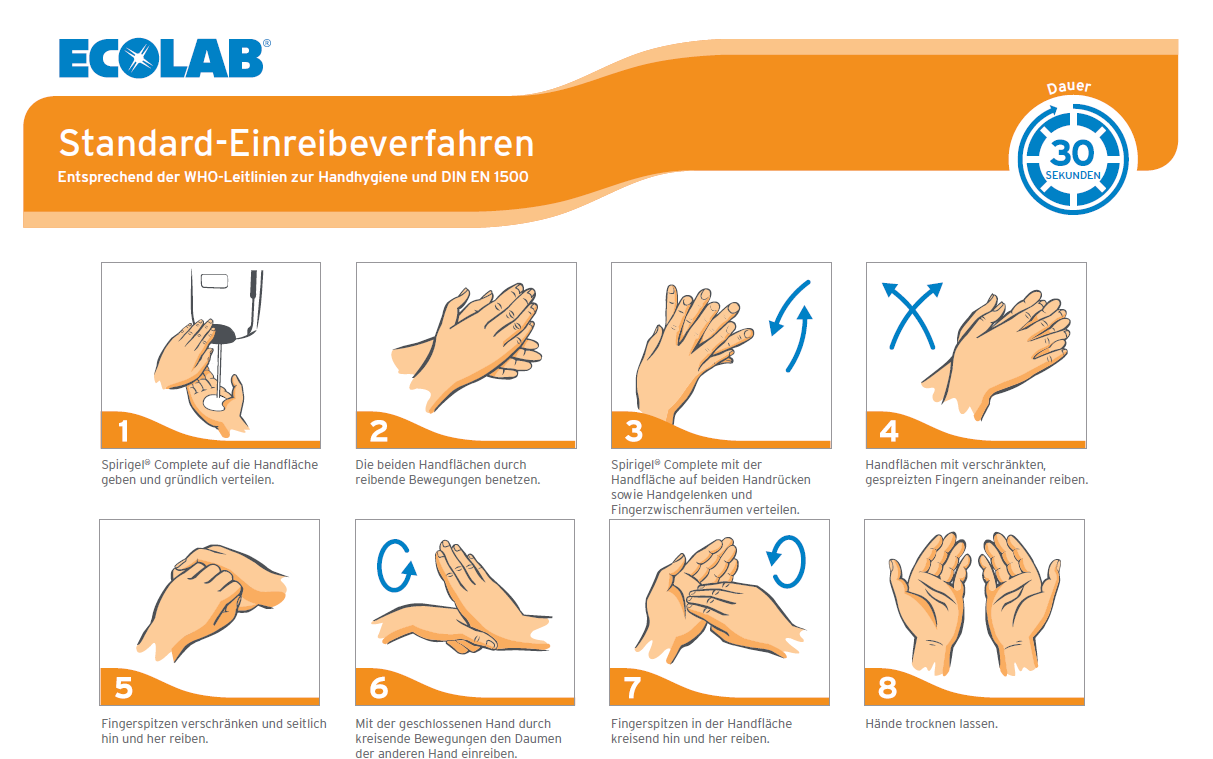 ECOLAB®
Dauer
30
SEKUNDEN
Standard-Einreibeverfahren
Entsprechend der WHO-Leitlinien zur Handhygiene und DIN EN 1500
1
Spirigel® Complete auf die Handfläche
geben und gründlich verteilen.
2
Die beiden Handflächen durch
reibende Bewegungen benetzen.
3
Spirigel® Complete mit der
Handfläche auf beiden Handrücken
sowie Handgelenken und
Fingerzwischenräumen verteilen.
4
Handflächen mit verschränkten,
gespreizten Fingern aneinander reiben.
5
Fingerspitzen verschränken und seitlich
hin und her reiben.
6
Mit der geschlossenen Hand durch
kreisende Bewegungen den Daumen
der anderen Hand einreiben.
7
Fingerspitzen in der Handfläche
kreisend hin und her reiben.
8
Hände trocknen lassen.